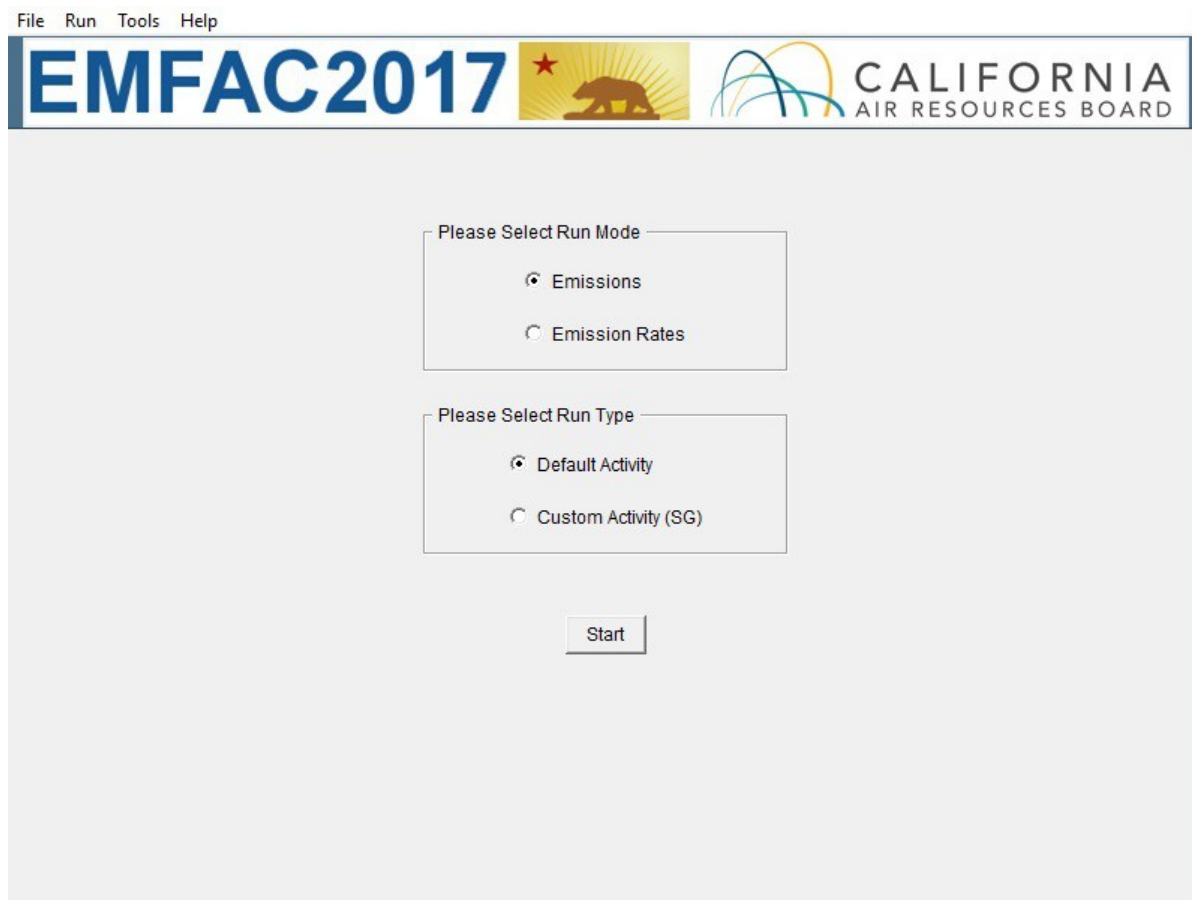 File Run Tools Help
EMFAC2017
CALIFORNIA
AIR RESOURCES BOARD
Please Select Run Mode
Emissions
Emission Rates
Please Select Run Type
Default Activity
Custom Activity (SG)
Start